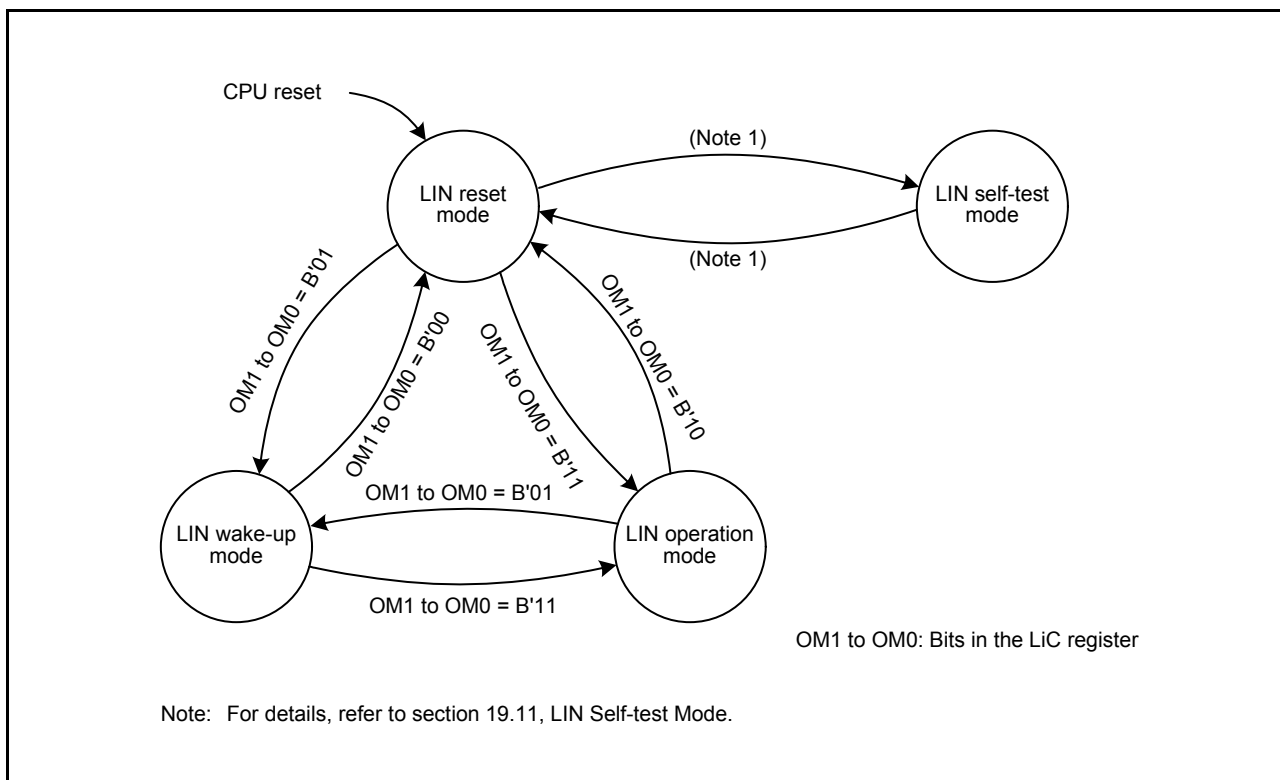 CPU reset
(Note 1)
LIN reset
mode
LIN self-test
mode
(Note 1)
OM1 to OM0 = B'01
OM1 to OM0 = B'00
OM1 to OM0 = B'11
OM1 to OM0 = B'10
OM1 to OM0 = B'01
LIN wake-up
mode
LIN operation
mode
OM1 to OM0 = B'11
OM1 to OM0: Bits in the LiC register
Note: For details, refer to section 19.11, LIN Self-test Mode.